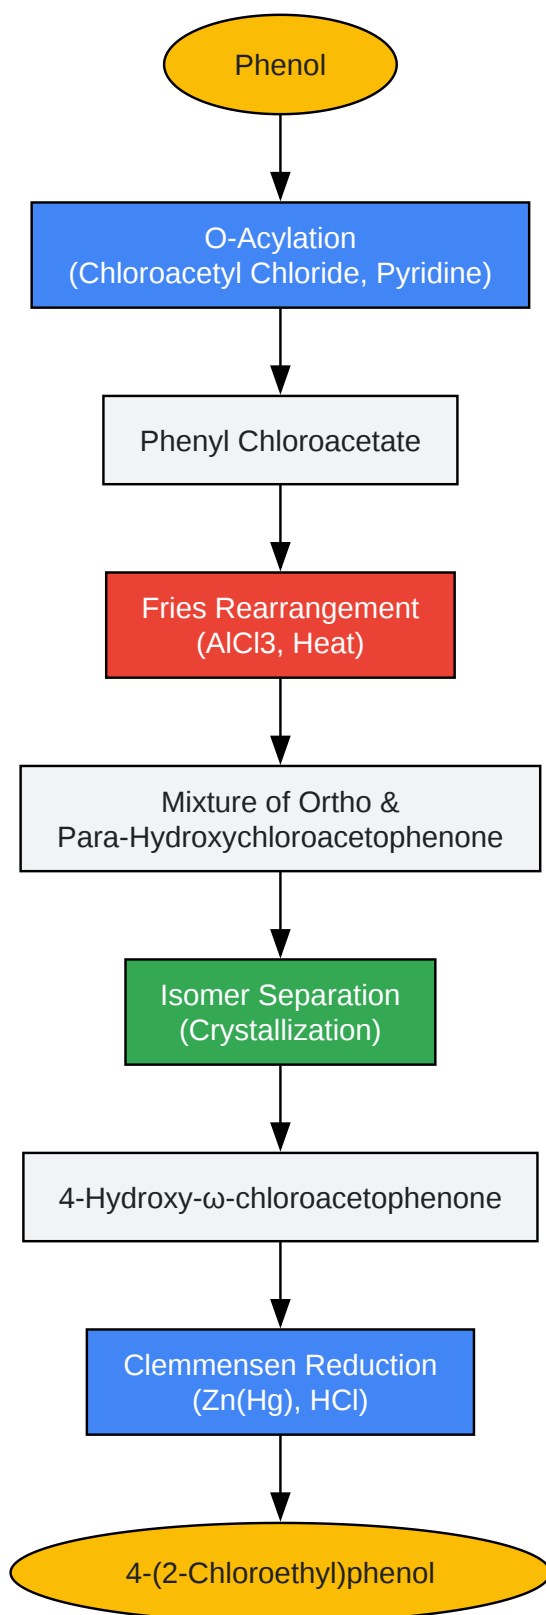 Phenol
O-Acylation
(Chloroacetyl Chloride, Pyridine)
Phenyl Chloroacetate
Fries Rearrangement
(AlCl3, Heat)
Mixture of Ortho &
Para-Hydroxychloroacetophenone
Isomer Separation
(Crystallization)
4-Hydroxy-ω-chloroacetophenone
Clemmensen Reduction
(Zn(Hg), HCl)
4-(2-Chloroethyl)phenol